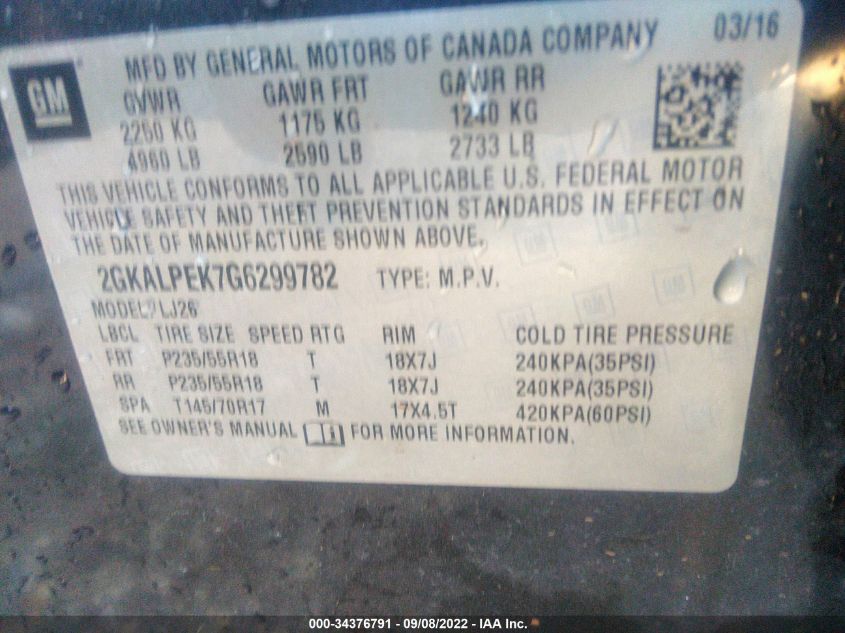 GM
MFD BY GENERAL MOTORS OF CANADA COMPANY 03/16
GVWR GAWR FRT GAWR RR
2250 KG 1175 KG 1240 KG
4960 LB 2590 LB 2733 LB
THIS VEHICLE CONFORMS TO ALL APPLICABLE U.S. FEDERAL MOTOR
VEHICLE SAFETY AND THEFT PREVENTION STANDARDS IN EFFECT ON
THE DATE OF MANUFACTURE SHOWN ABOVE.
2GKALPEK7G6299782 TYPE: M.P.V.
MODEL: LJ26
LBCL TIRE SIZE SPEED RTG RIM COLD TIRE PRESSURE
FRT P235/55R18 T 18X7J 240KPA(35PSI)
RR P235/55R18 T 18X7J 240KPA(35PSI)
SPA T145/70R17 M 17X4.5T 420KPA(60PSI)
SEE OWNER'S MANUAL FOR MORE INFORMATION.
000-34376791 - 09/08/2022 - IAA Inc.